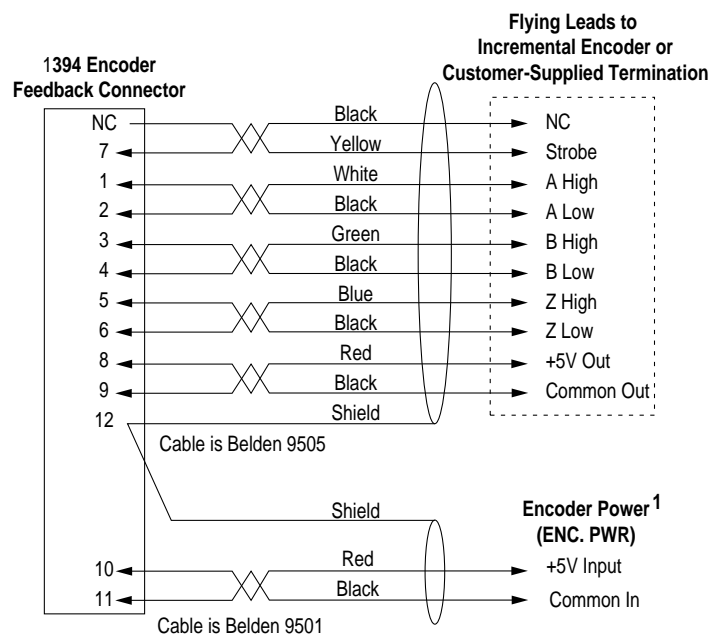 Flying Leads to
Incremental Encoder or
Customer-Supplied Termination
1394 Encoder
Feedback Connector
NC Black NC
7 Yellow Strobe
1 White A High
2 Black A Low
3 Green B High
4 Black B Low
5 Blue Z High
6 Black Z Low
8 Red +5V Out
9 Black Common Out
12 Shield
Cable is Belden 9505
Shield
Encoder Power 1
(ENC. PWR)
10 Red +5V Input
11 Black Common In
Cable is Belden 9501